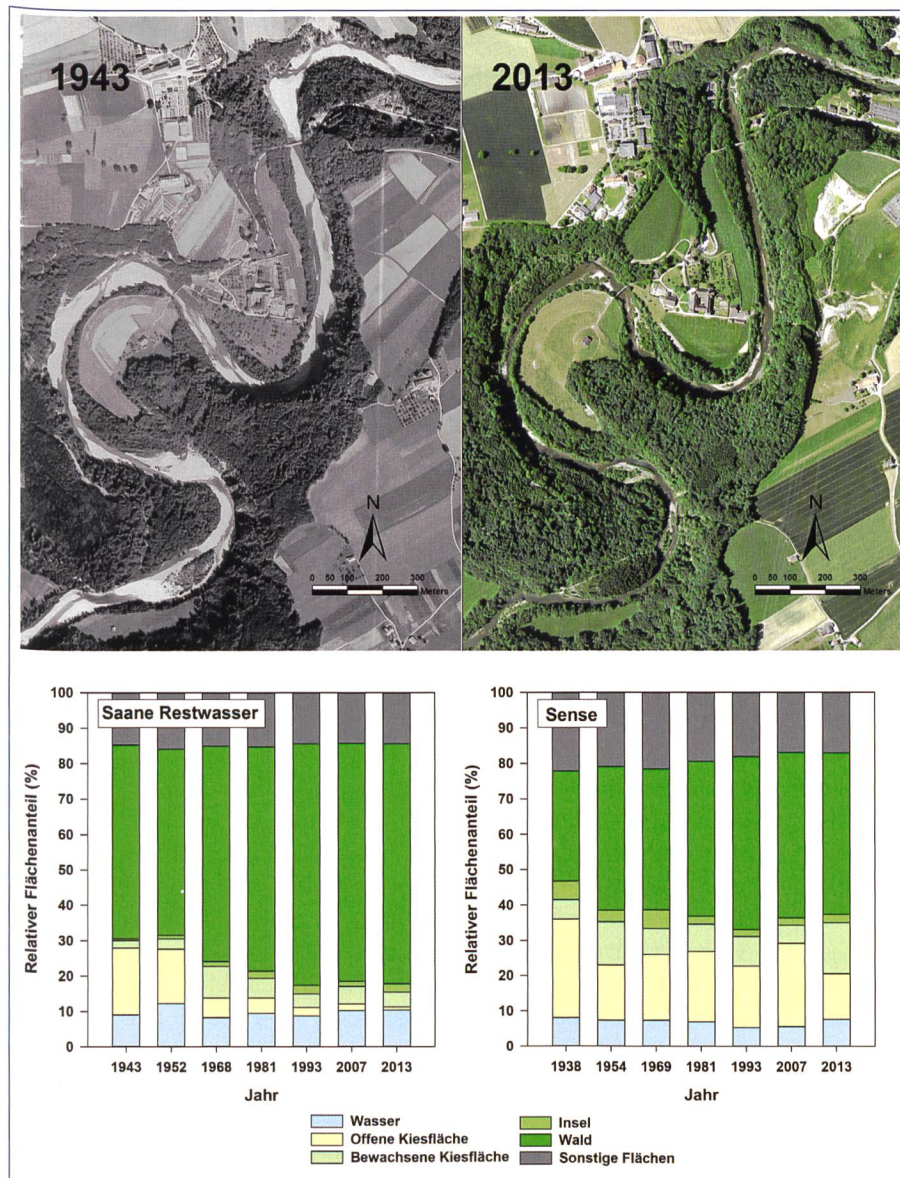 1943
2013
N
0 50 100 200 300
Meters
N
0 50 100 200 300
Meters
Saane Restwasser
Relativer Flächenanteil (%)
100
90
80
70
60
50
40
30
20
10
0
1943 1952 1968 1981 1993 2007 2013
Jahr
Sense
Relativer Flächenanteil (%)
100
90
80
70
60
50
40
30
20
10
0
1938 1954 1969 1981 1993 2007 2013
Jahr
Wasser
Offene Kiesfläche
Bewachsene Kiesfläche
Insel
Wald
Sonstige Flächen